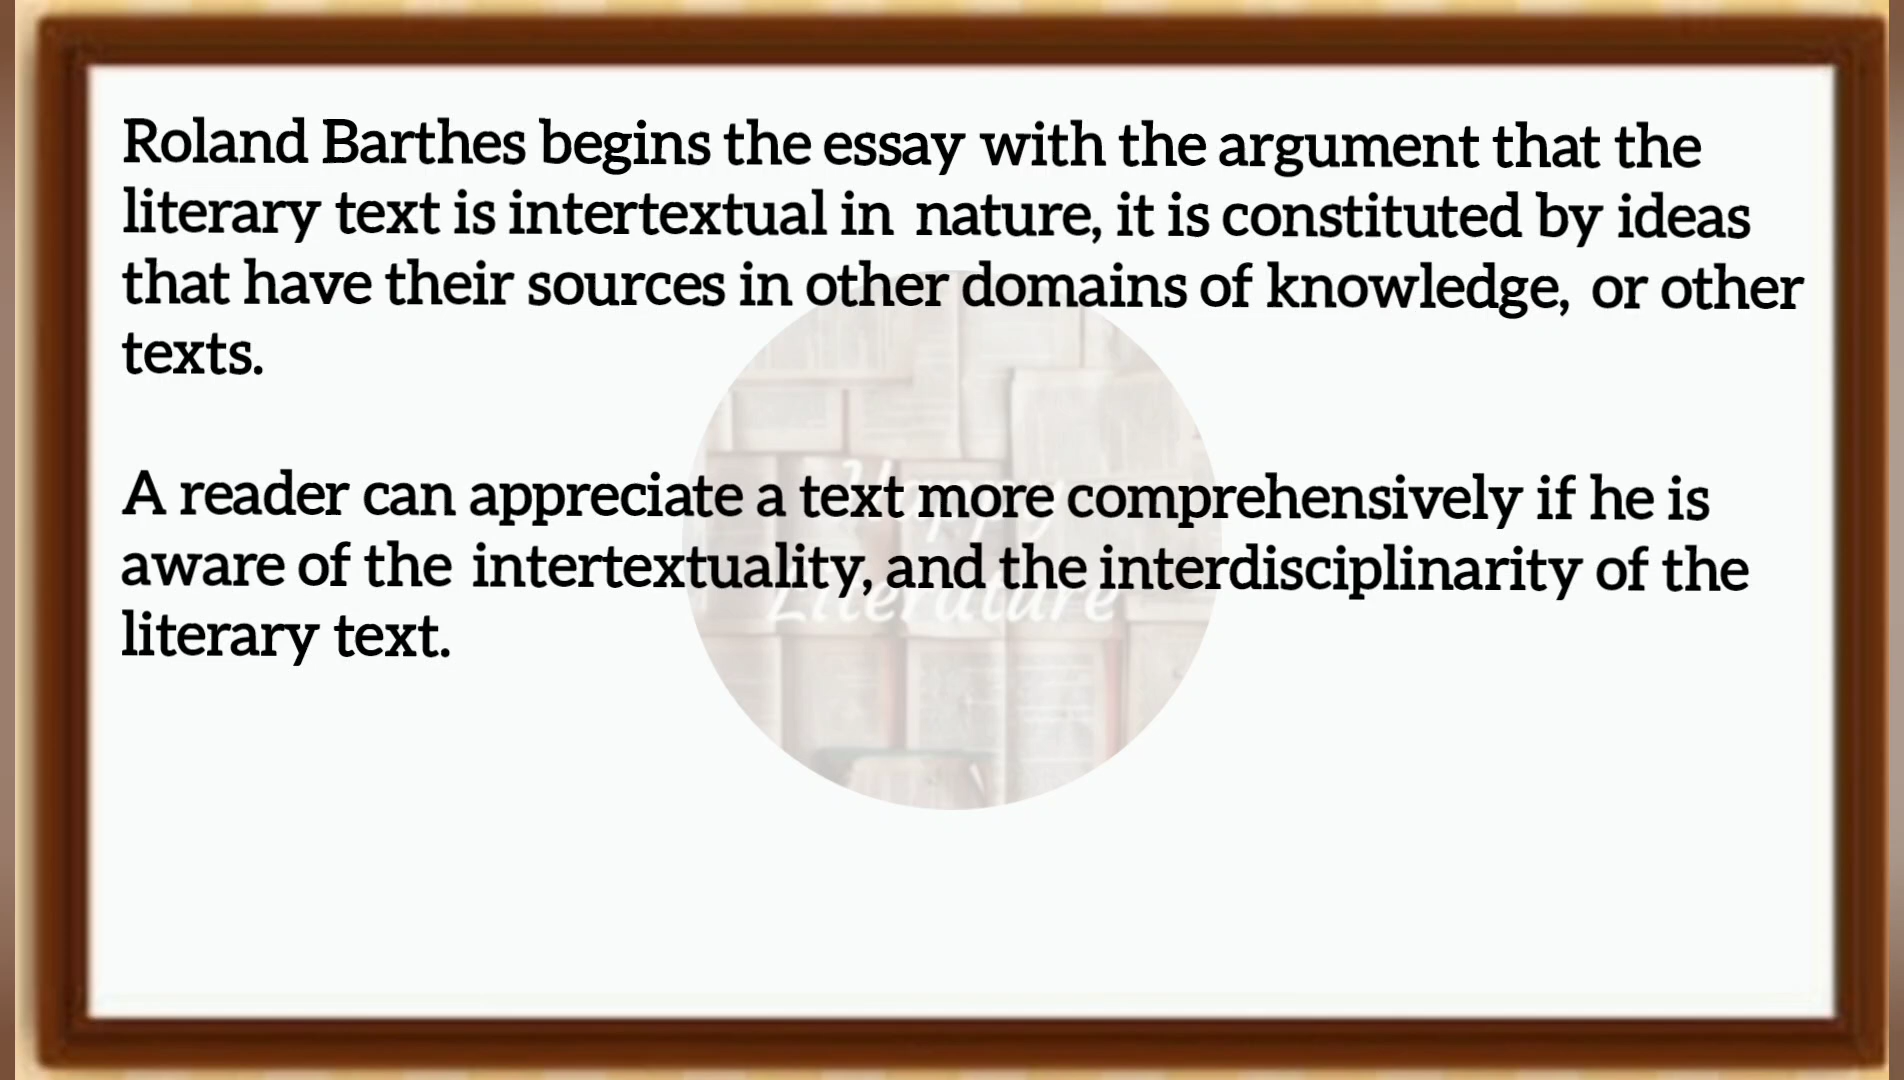 Roland Barthes begins the essay with the argument that the
literary text is intertextual in nature, it is constituted by ideas
that have their sources in other domains of knowledge, or other
texts.
A reader can appreciate a text more comprehensively if he is
Happy
aware of the intertextuality, and the interdisciplinarity of the
Literature
literary text.